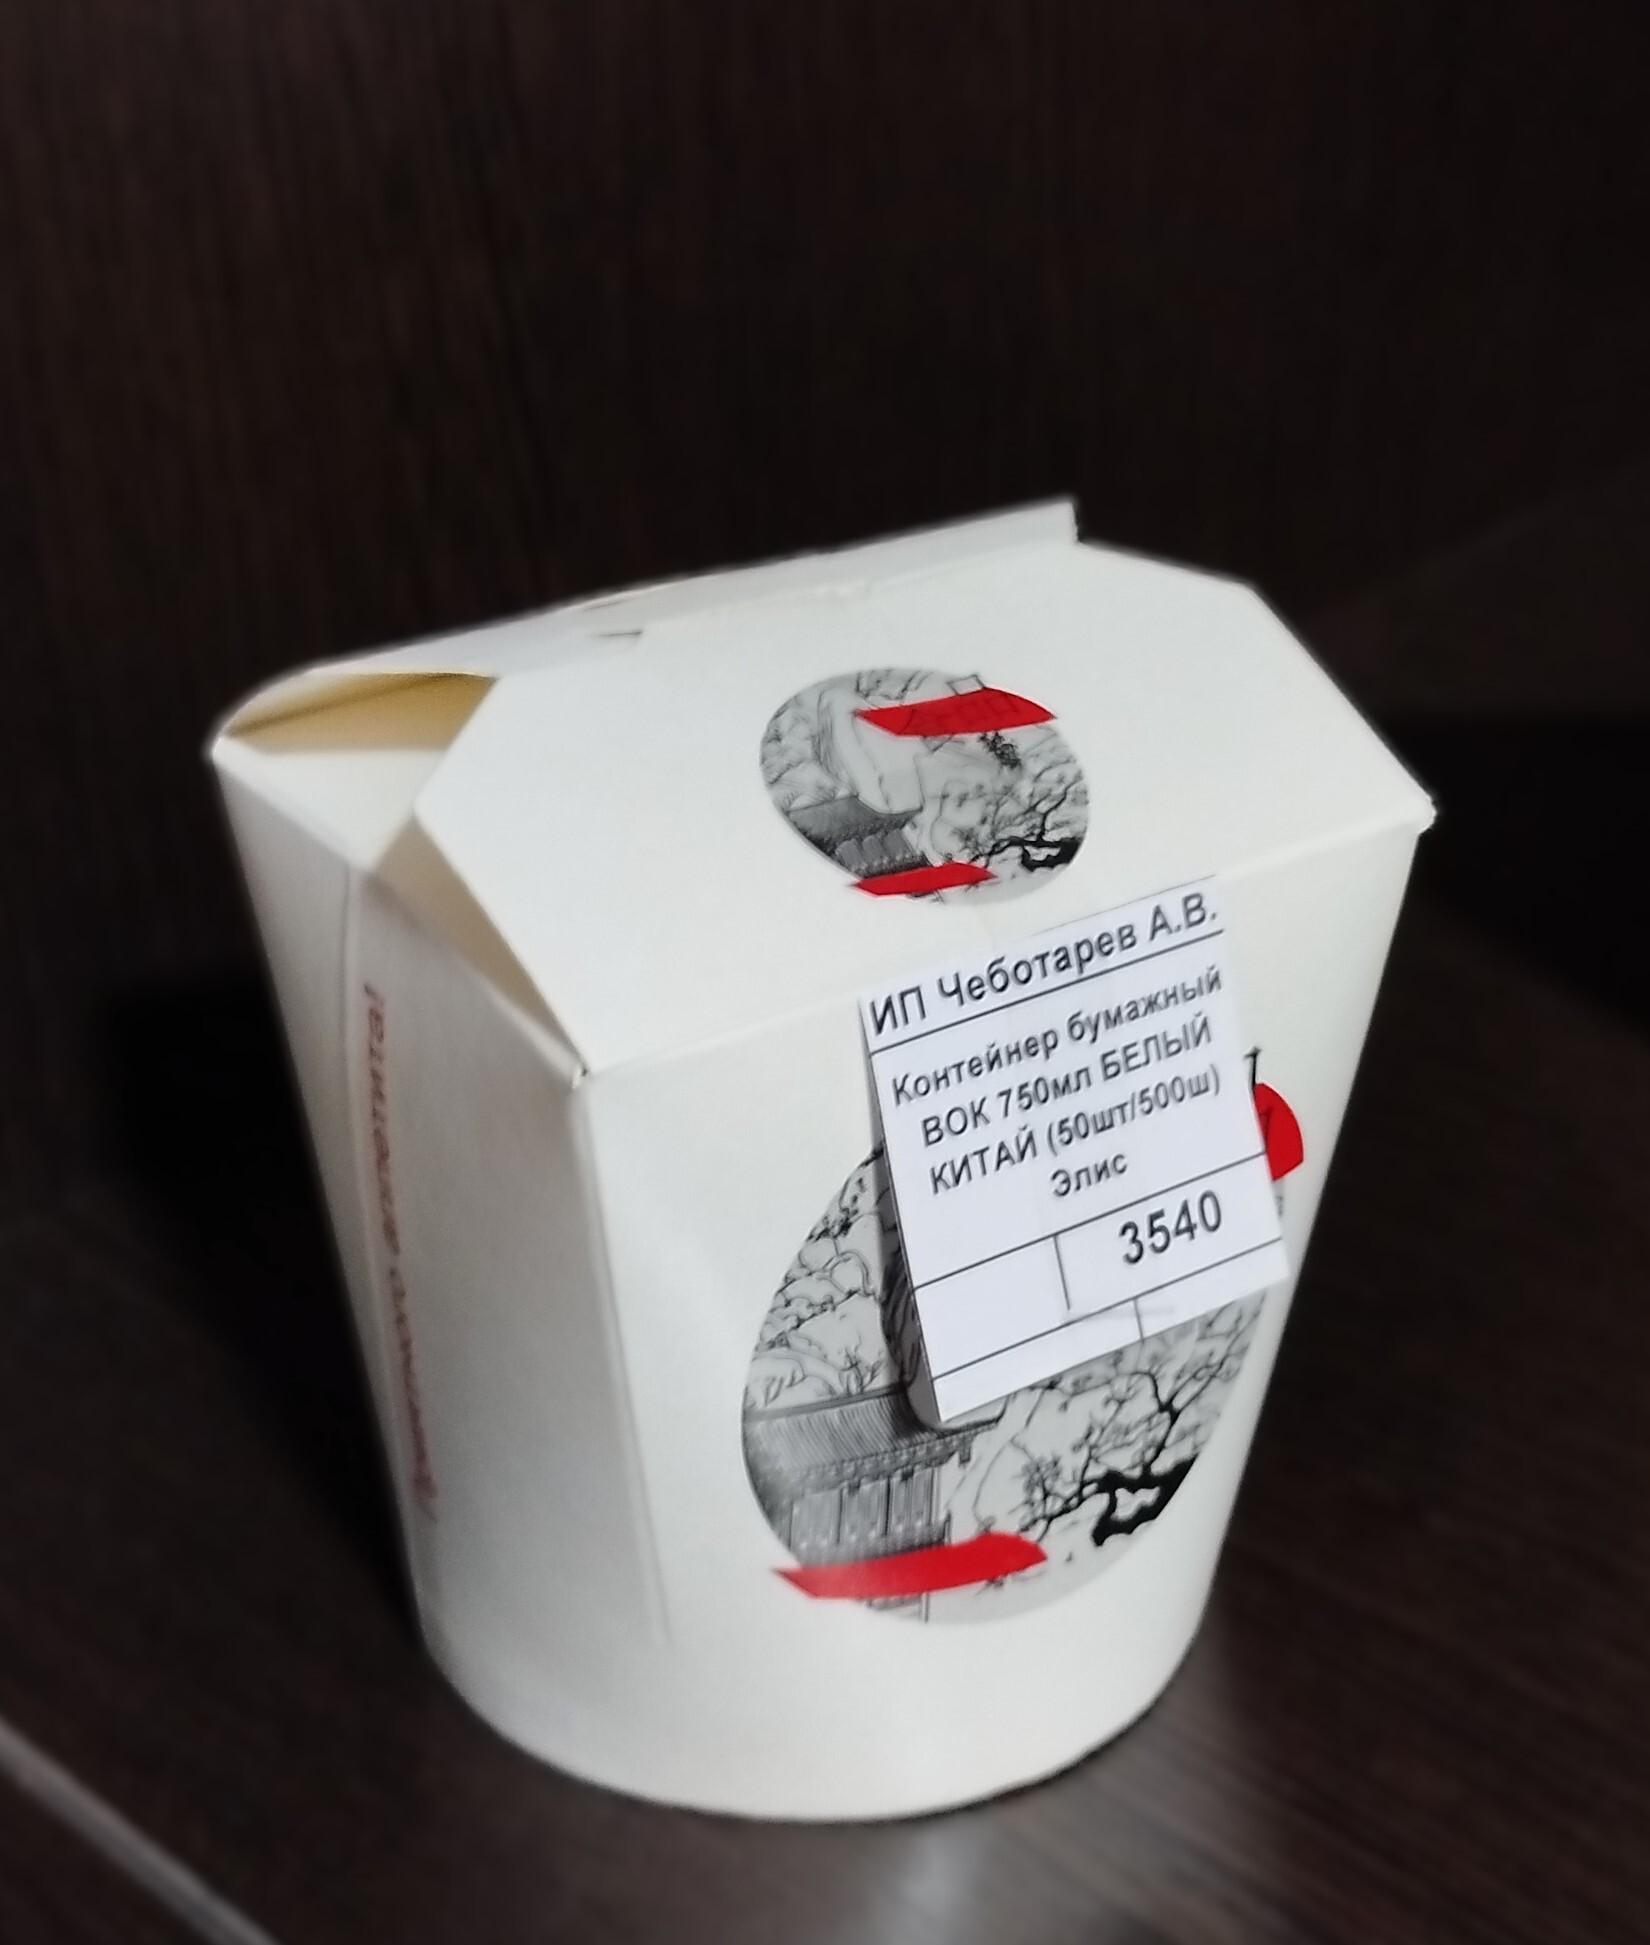 ИП Чеботарев А.В.
Контейнер бумажный
ВОК 750мл БЕЛЫЙ
КИТАЙ (50шт/500ш)
Элис
3540